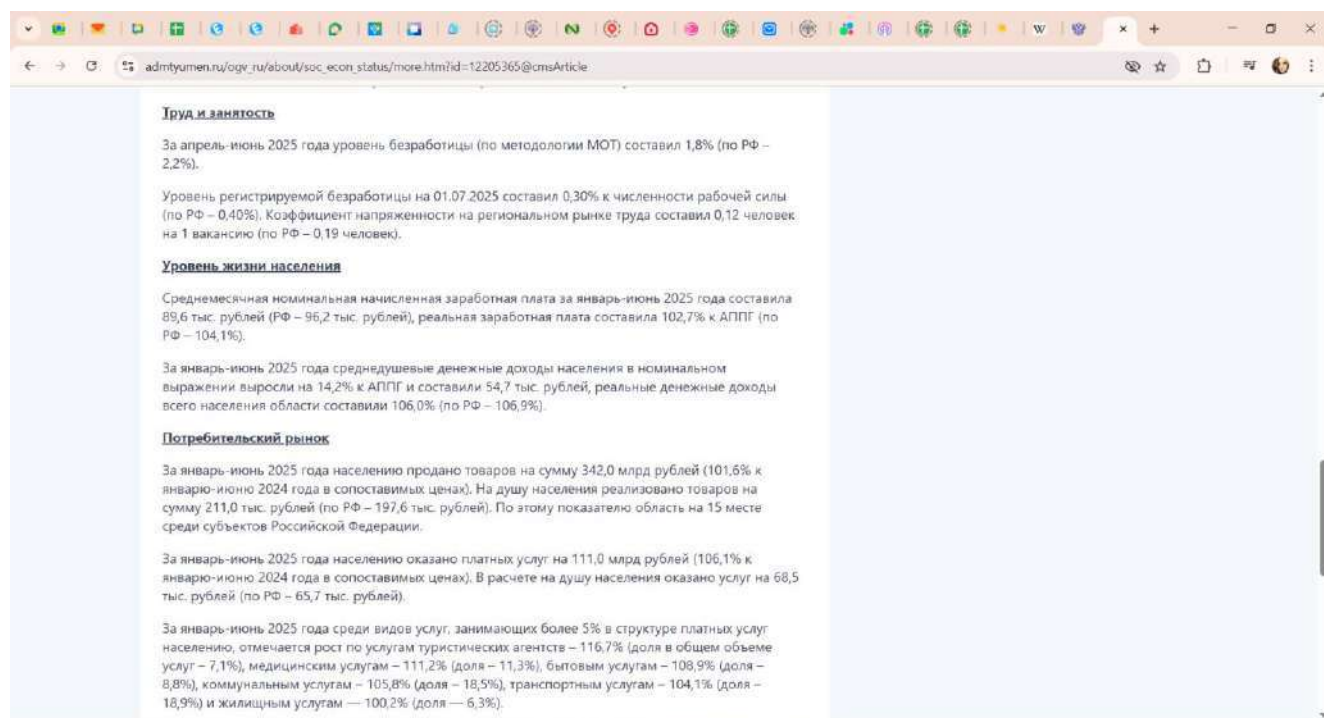 admtyumen.ru/ogv_ru/about/soc_econ_status/more.htm?id=12205365@cmsArticle
Труд и занятость
За апрель-июнь 2025 года уровень безработицы (по методологии МОТ) составил 1,8% (по РФ –
2,2%).
Уровень регистрируемой безработицы на 01.07.2025 составил 0,30% к численности рабочей силы
(по РФ – 0,40%). Коэффициент напряженности на региональном рынке труда составил 0,12 человек
на 1 вакансию (по РФ – 0,19 человек).
Уровень жизни населения
Среднемесячная номинальная начисленная заработная плата за январь-июнь 2025 года составила
89,6 тыс. рублей (РФ – 96,2 тыс. рублей), реальная заработная плата составила 102,7% к АППГ (по
РФ – 104,1%).
За январь-июнь 2025 года среднедушевые денежные доходы населения в номинальном
выражении выросли на 14,2% к АППГ и составили 54,7 тыс. рублей, реальные денежные доходы
всего населения области составили 106,0% (по РФ – 106,9%).
Потребительский рынок
За январь-июнь 2025 года населению продано товаров на сумму 342,0 млрд рублей (101,6% к
январю-июню 2024 года в сопоставимых ценах). На душу населения реализовано товаров на
сумму 211,0 тыс. рублей (по РФ – 197,6 тыс. рублей). По этому показателю область на 15 месте
среди субъектов Российской Федерации.
За январь-июнь 2025 года населению оказано платных услуг на 111,0 млрд рублей (106,1% к
январю-июню 2024 года в сопоставимых ценах). В расчете на душу населения оказано услуг на 68,5
тыс. рублей (по РФ – 65,7 тыс. рублей).
За январь-июнь 2025 года среди видов услуг, занимающих более 5% в структуре платных услуг
населению, отмечается рост по услугам туристических агентств – 116,7% (доля в общем объеме
услуг – 7,1%), медицинским услугам – 111,2% (доля – 11,3%), бытовым услугам – 108,9% (доля –
8,8%), коммунальным услугам – 105,8% (доля – 18,5%), транспортным услугам – 104,1% (доля –
18,9%) и жилищным услугам — 100,2% (доля — 6,3%).